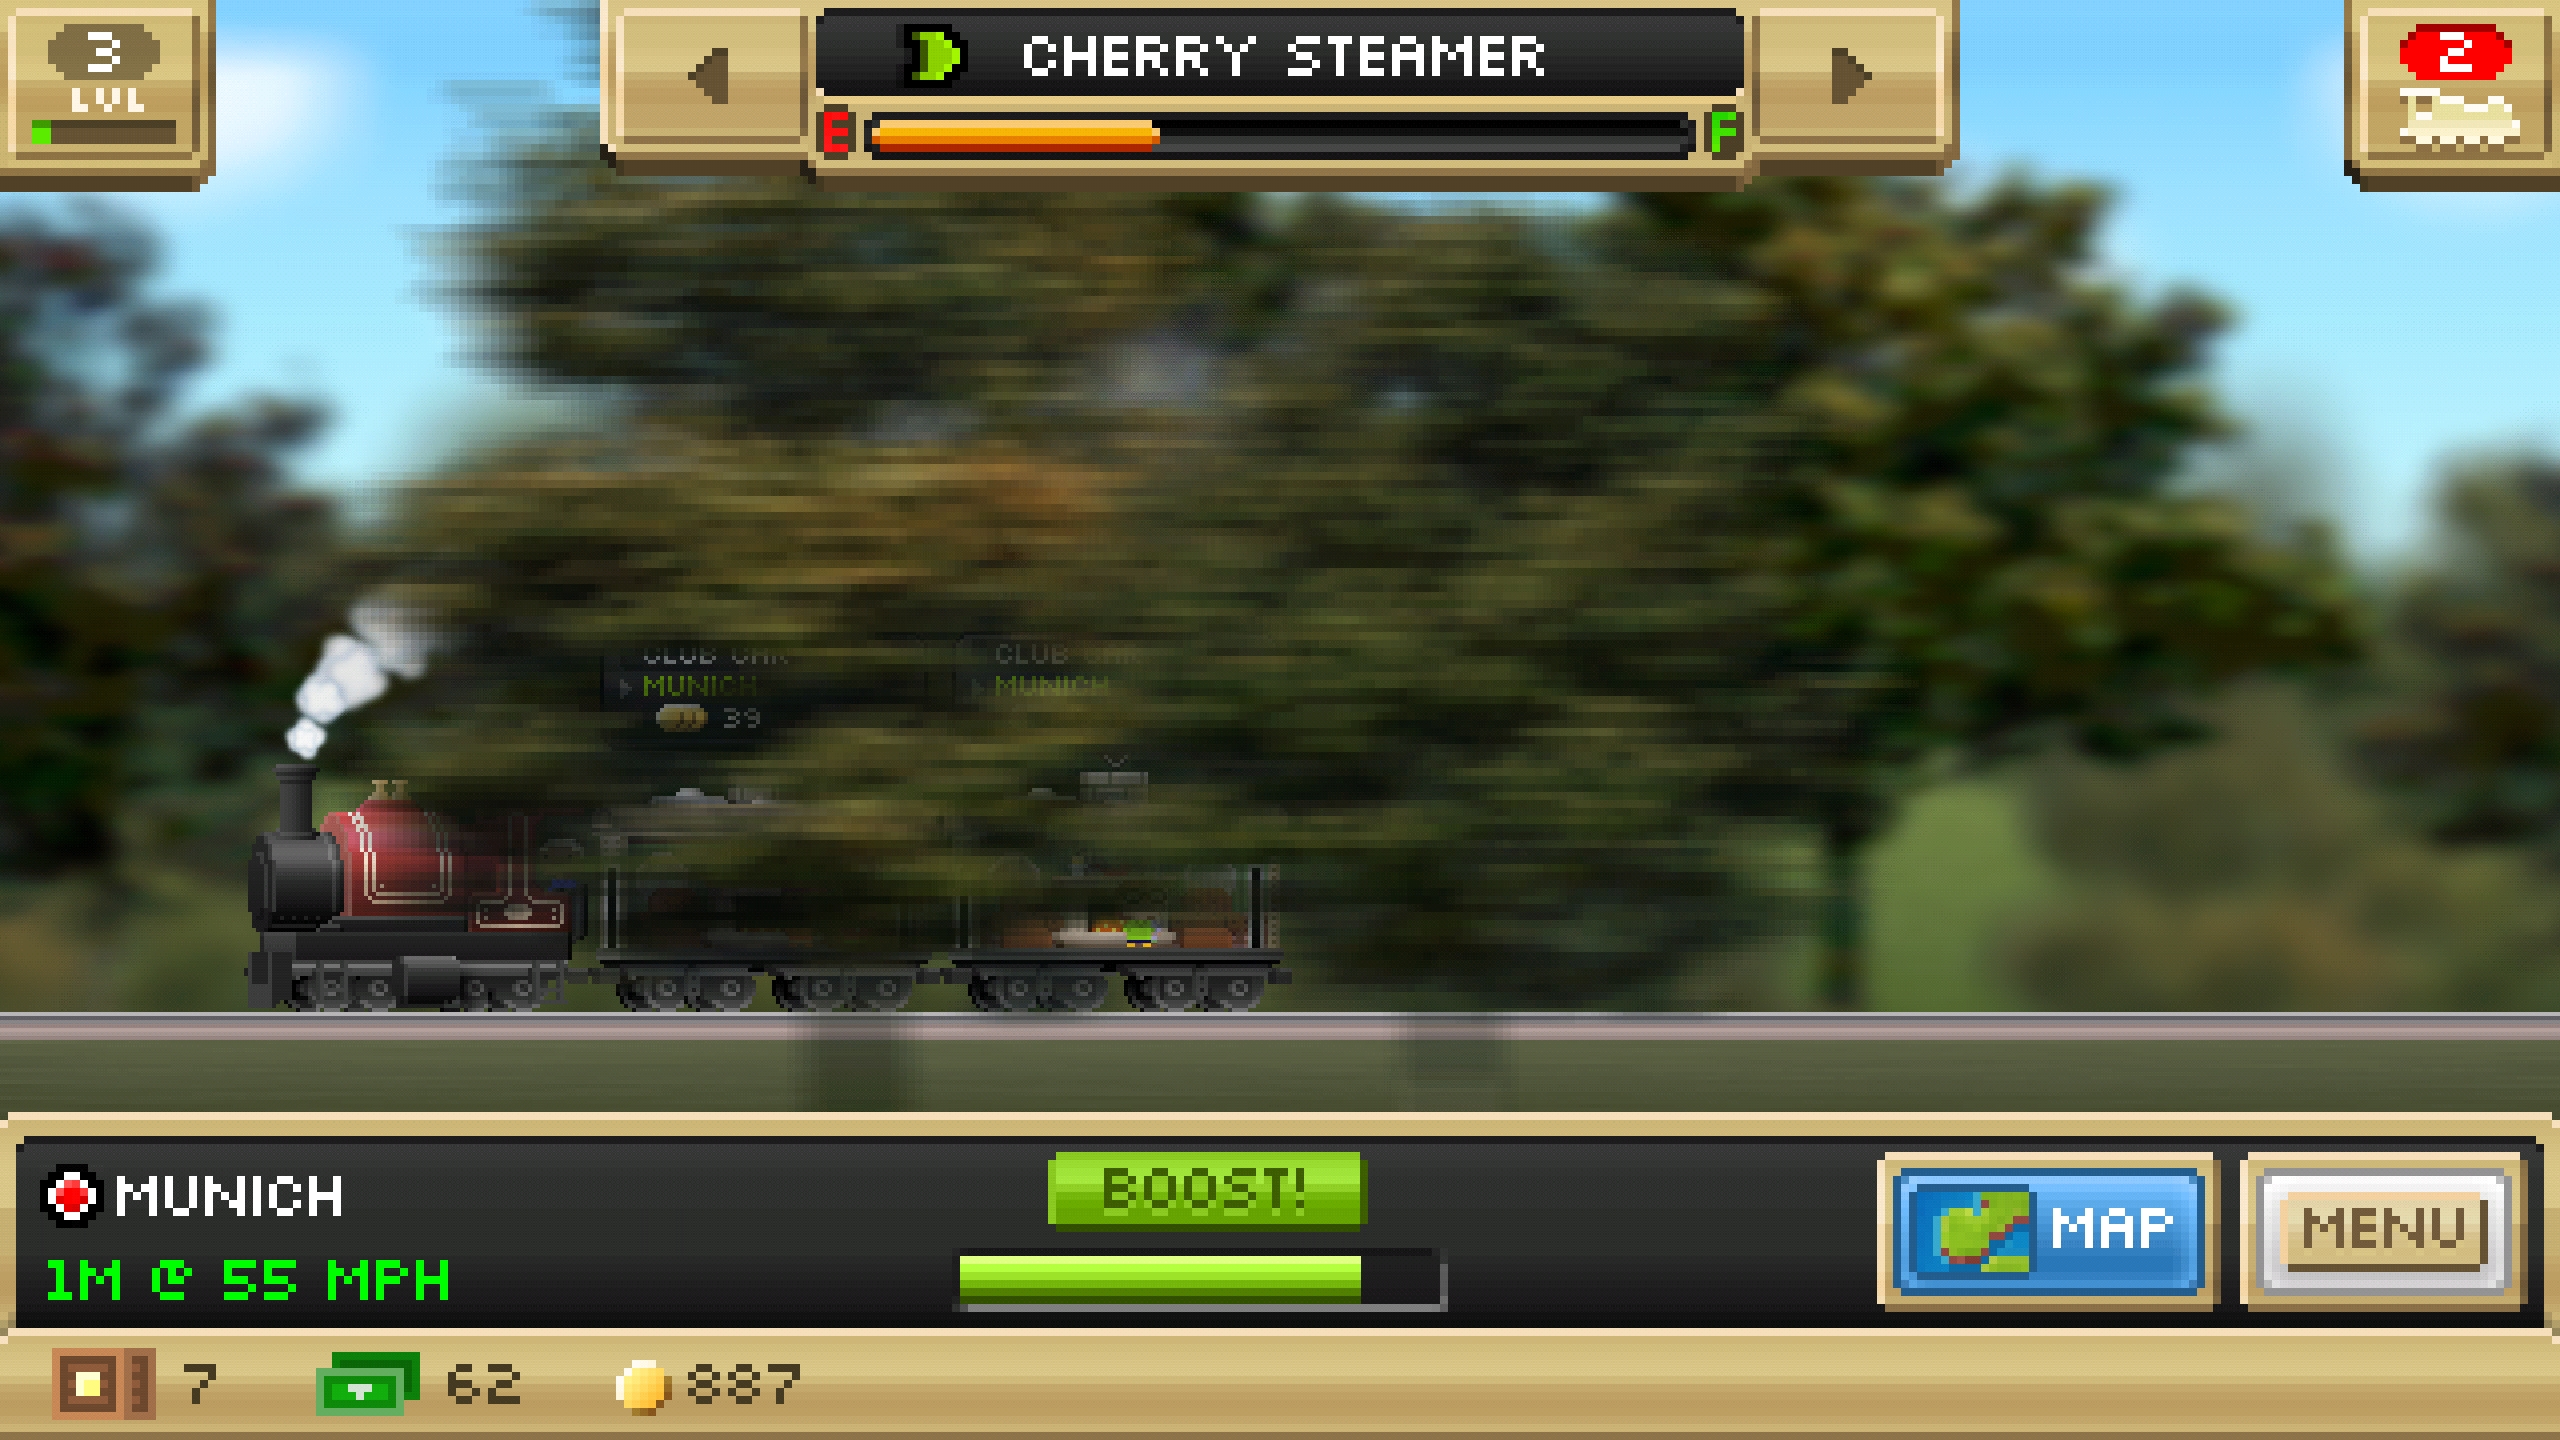 3
LVL
CHERRY STEAMER
E
F
2
CLUB CAR
MUNICH
39
CLUB CAR
MUNICH
MUNICH
1M @ 55 MPH
BOOST!
MAP
MENU
7
62
887